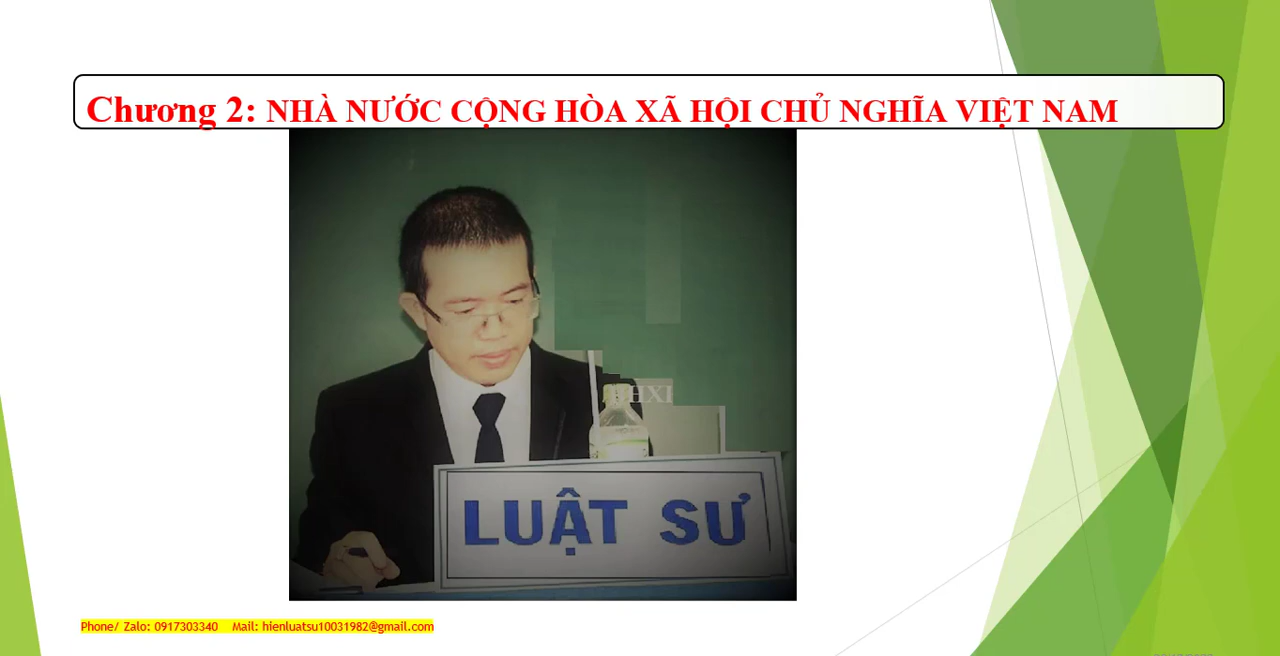 Chương 2: NHÀ NƯỚC CỘNG HÒA XÃ HỘI CHỦ NGHĨA VIỆT NAM
LUẬT SƯ
Phone/ Zalo: 0917303340 Mail: hienluatsu10031982@gmail.com